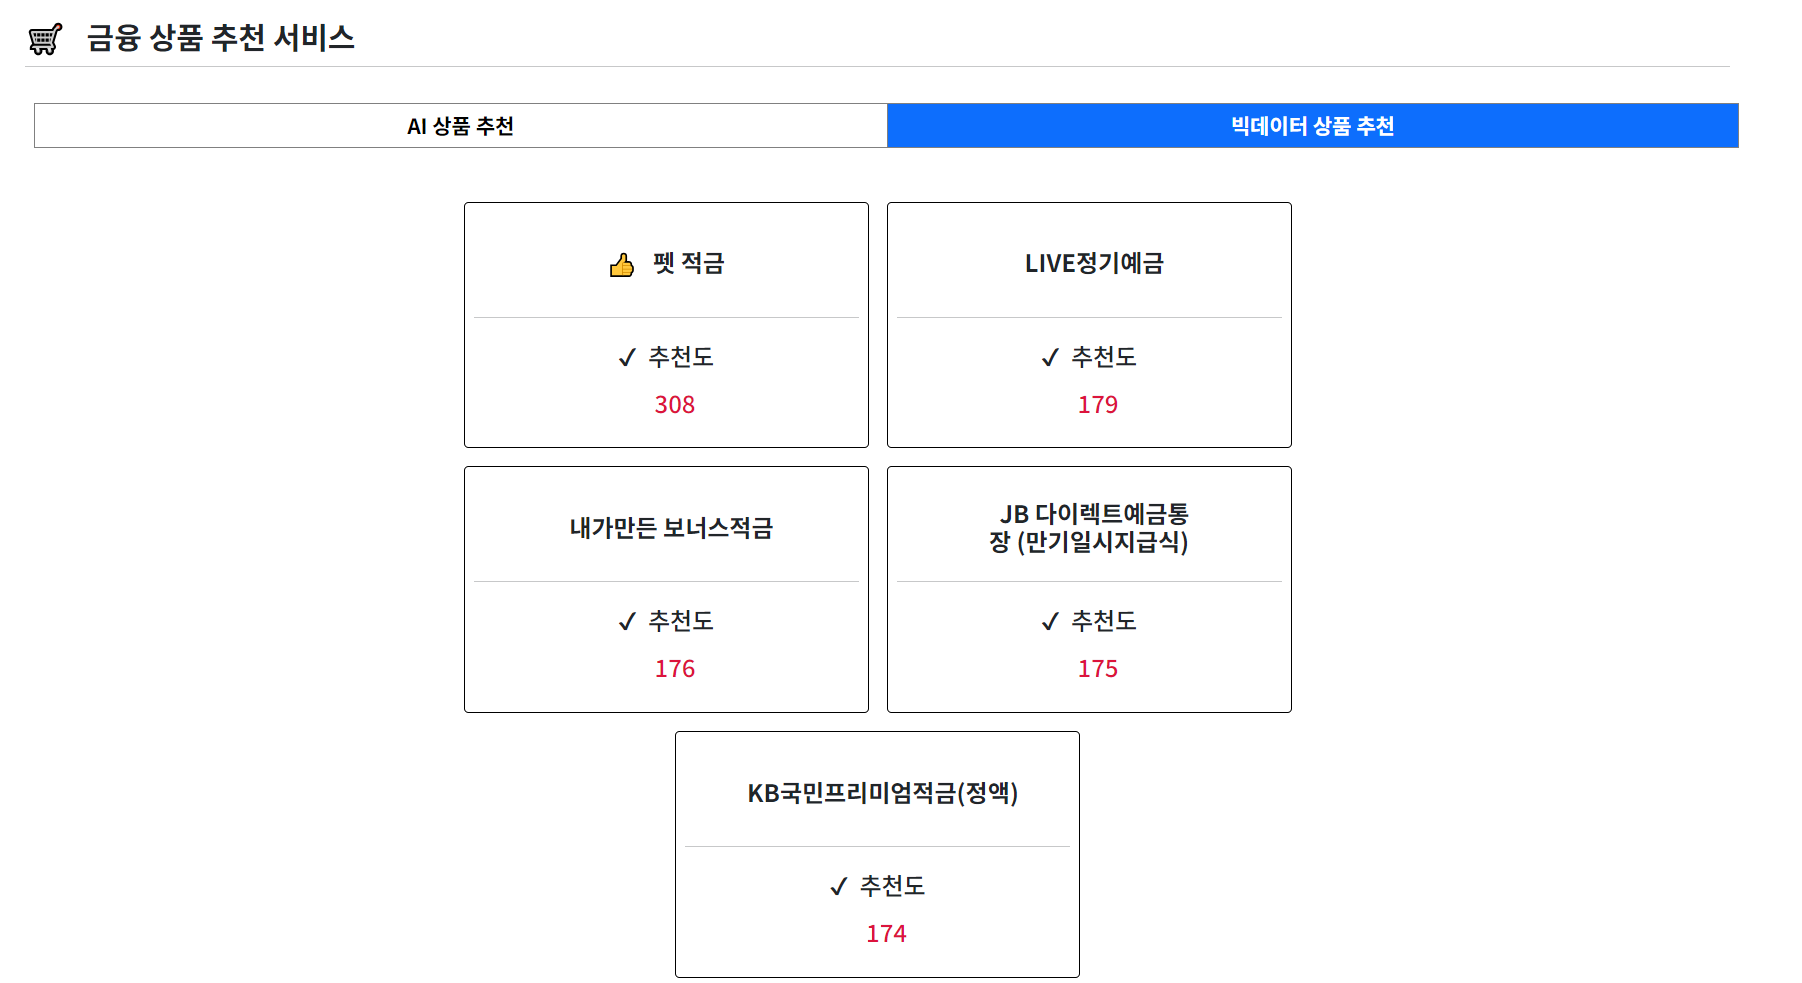 금융 상품 추천 서비스
AI 상품 추천
빅데이터 상품 추천
펫 적금
✓ 추천도
308
LIVE정기예금
✓ 추천도
179
내가만든 보너스적금
✓ 추천도
176
JB 다이렉트예금통
장 (만기일시지급식)
✓ 추천도
175
KB국민프리미엄적금(정액)
✓ 추천도
174